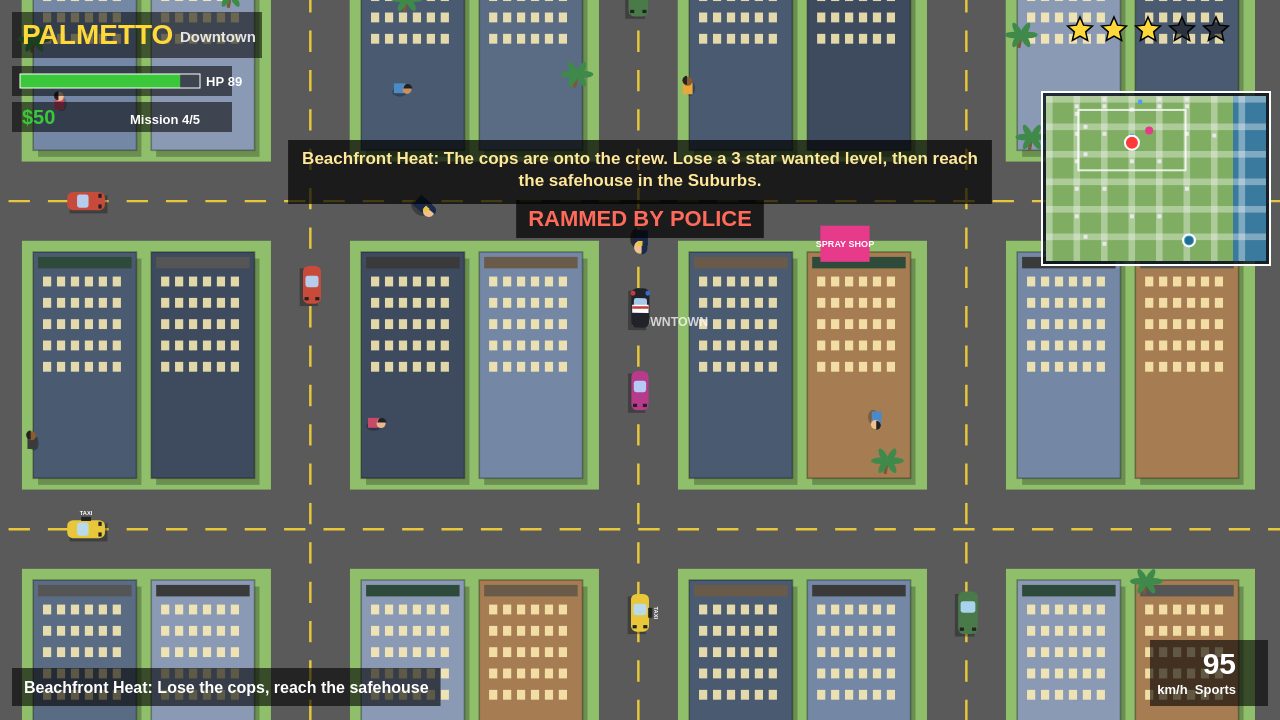 PALMETTO Downtown
HP 89
$50 Mission 4/5
Beachfront Heat: The cops are onto the crew. Lose a 3 star wanted level, then reach
the safehouse in the Suburbs.
RAMMED BY POLICE
SPRAY SHOP
WNTOWN
TAXI
TAXI
Beachfront Heat: Lose the cops, reach the safehouse
95
km/h Sports